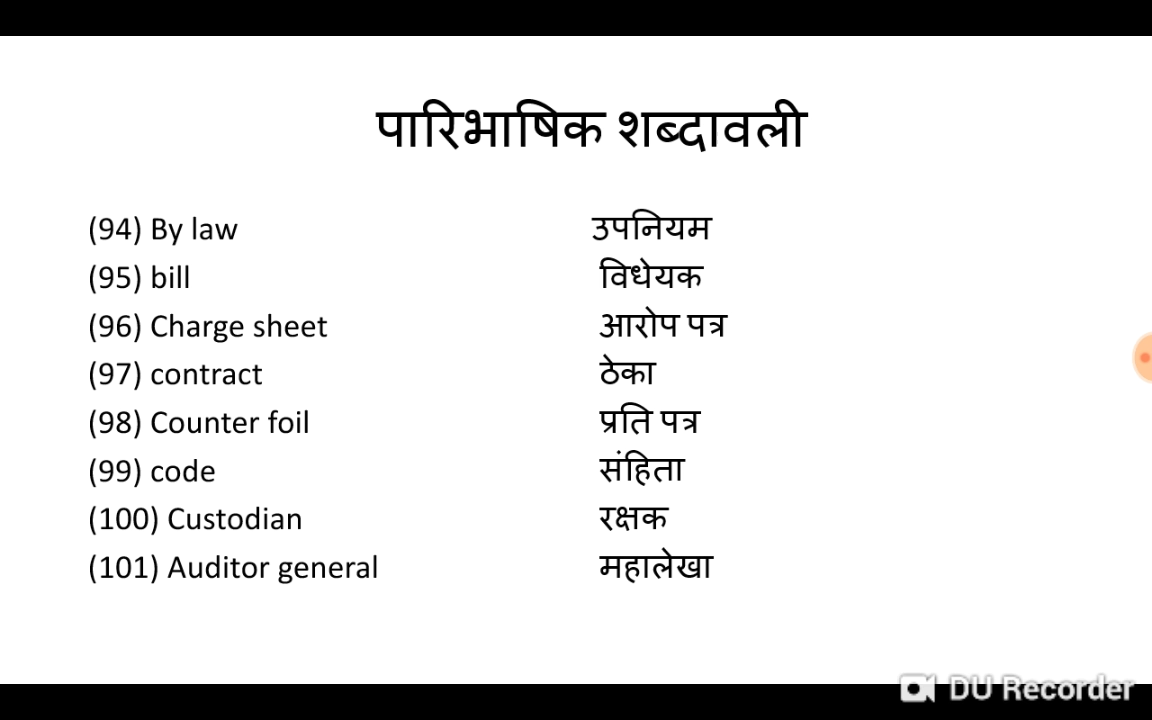 पारिभाषिक शब्दावली
(94) By law उपनियम
(95) bill विधेयक
(96) Charge sheet आरोप पत्र
(97) contract ठेका
(98) Counter foil प्रति पत्र
(99) code संहिता
(100) Custodian रक्षक
(101) Auditor general महालेखा
DU Recorder